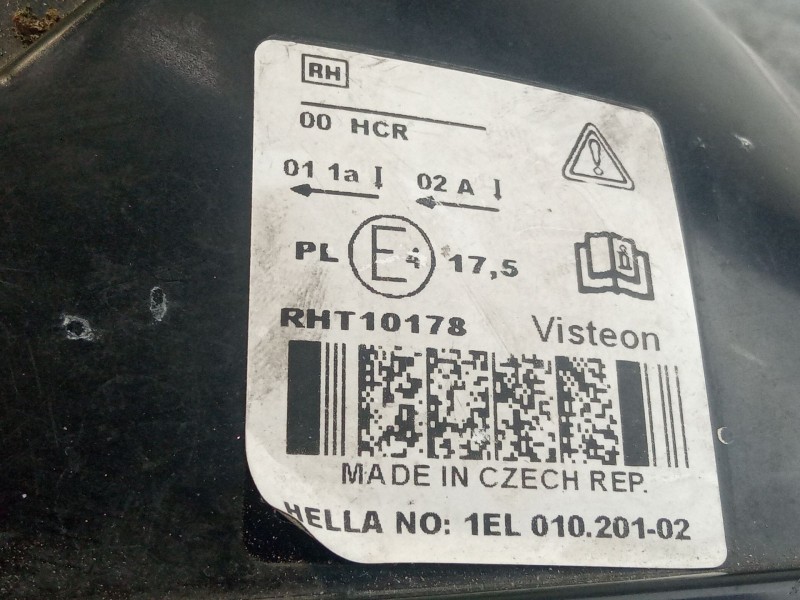 RH
00 HCR
01 1a 02 A
PL E4 17,5
RHT10178 Visteon
MADE IN CZECH REP.
HELLA NO: 1EL 010.201-02